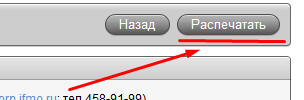 Назад Распечатать
orp.ifmo.ru; тел.458-91-99)